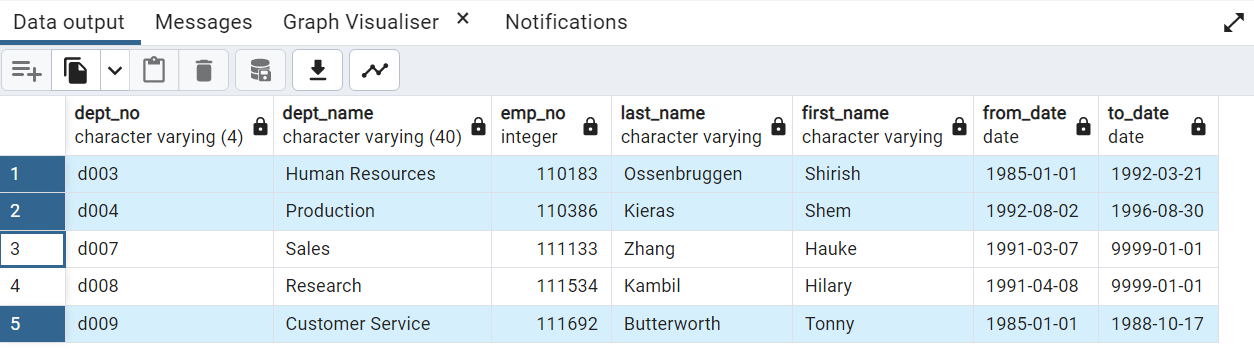 Data output Messages Graph Visualiser × Notifications
dept_no dept_name emp_no last_name first_name from_date to_date
character varying (4) character varying (40) integer character varying character varying date date
1 d003 Human Resources 110183 Ossenbruggen Shirish 1985-01-01 1992-03-21
2 d004 Production 110386 Kieras Shem 1992-08-02 1996-08-30
3 d007 Sales 111133 Zhang Hauke 1991-03-07 9999-01-01
4 d008 Research 111534 Kambil Hilary 1991-04-08 9999-01-01
5 d009 Customer Service 111692 Butterworth Tonny 1985-01-01 1988-10-17